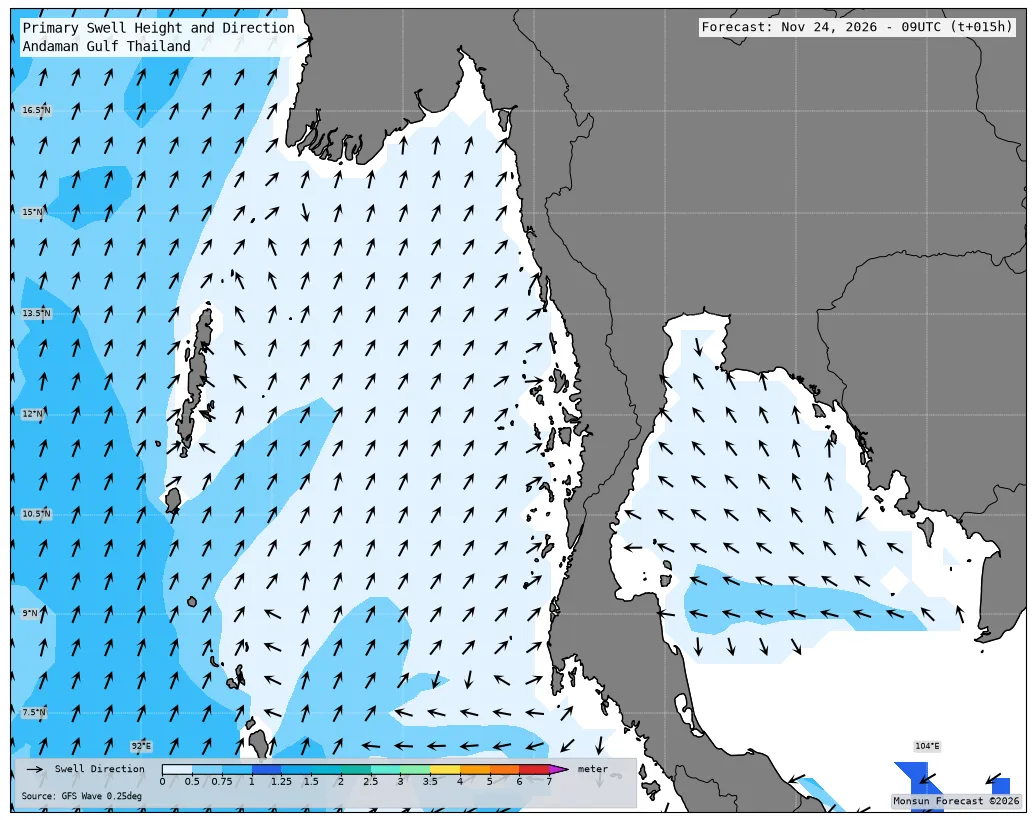 Primary Swell Height and Direction
Andaman Gulf Thailand
Forecast: Nov 24, 2026 - 09UTC (t+015h)
16.5°N
15°N
13.5°N
12°N
10.5°N
9°N
7.5°N
92°E
104°E
Swell Direction
0 0.5 0.75 1 1.25 1.5 2 2.5 3 3.5 4 5 6 7
meter
Source: GFS Wave 0.25deg
Monsun Forecast ©2026